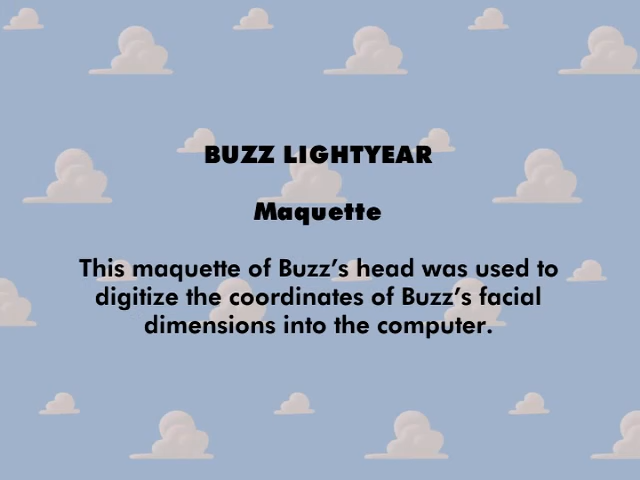 BUZZ LIGHTYEAR
Maquette
This maquette of Buzz’s head was used to
digitize the coordinates of Buzz’s facial
dimensions into the computer.